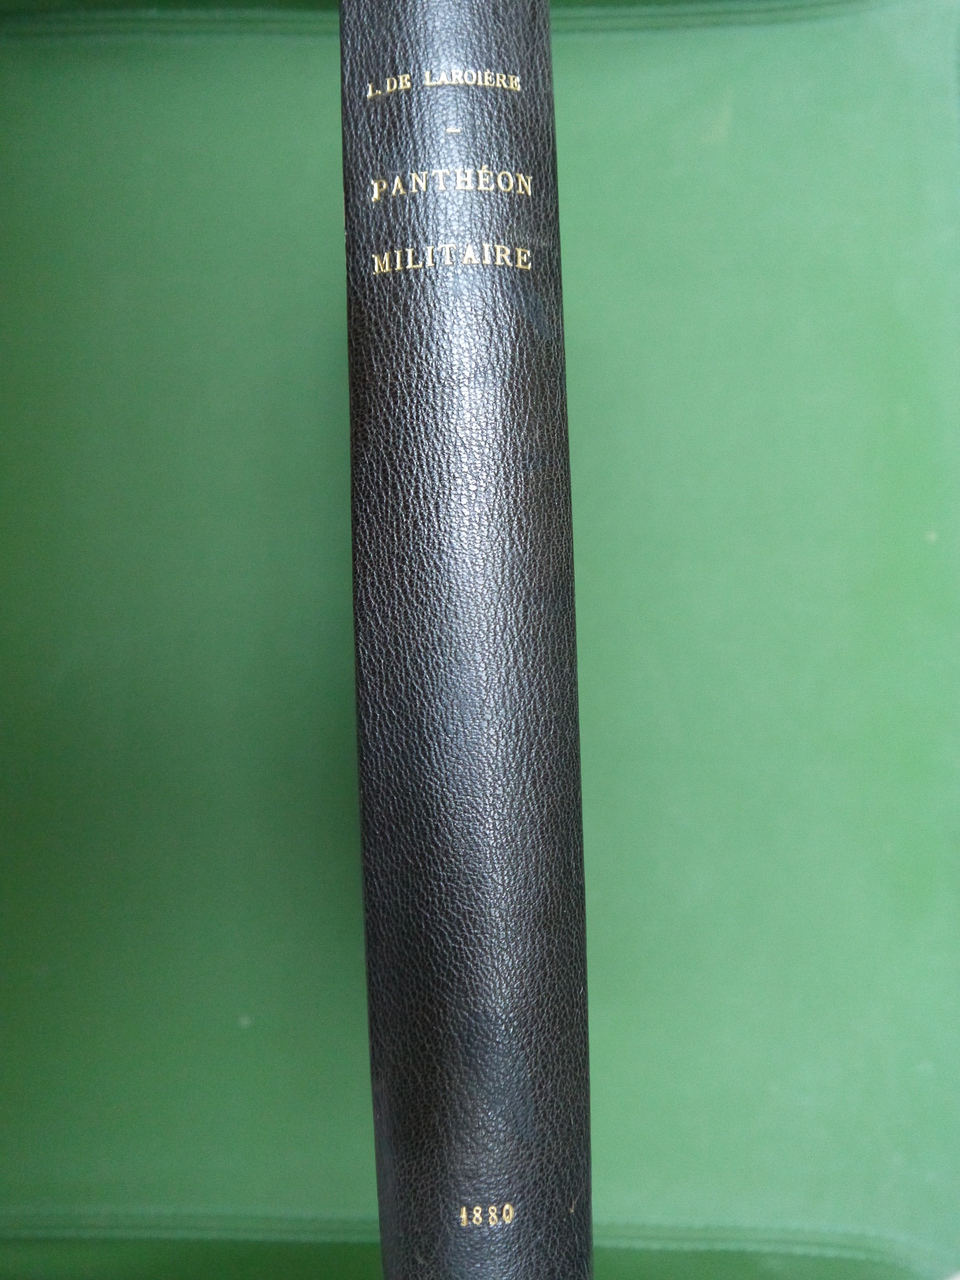 L. DE LAROIÈRE
–
PANTHÉON
MILITAIRE
1880